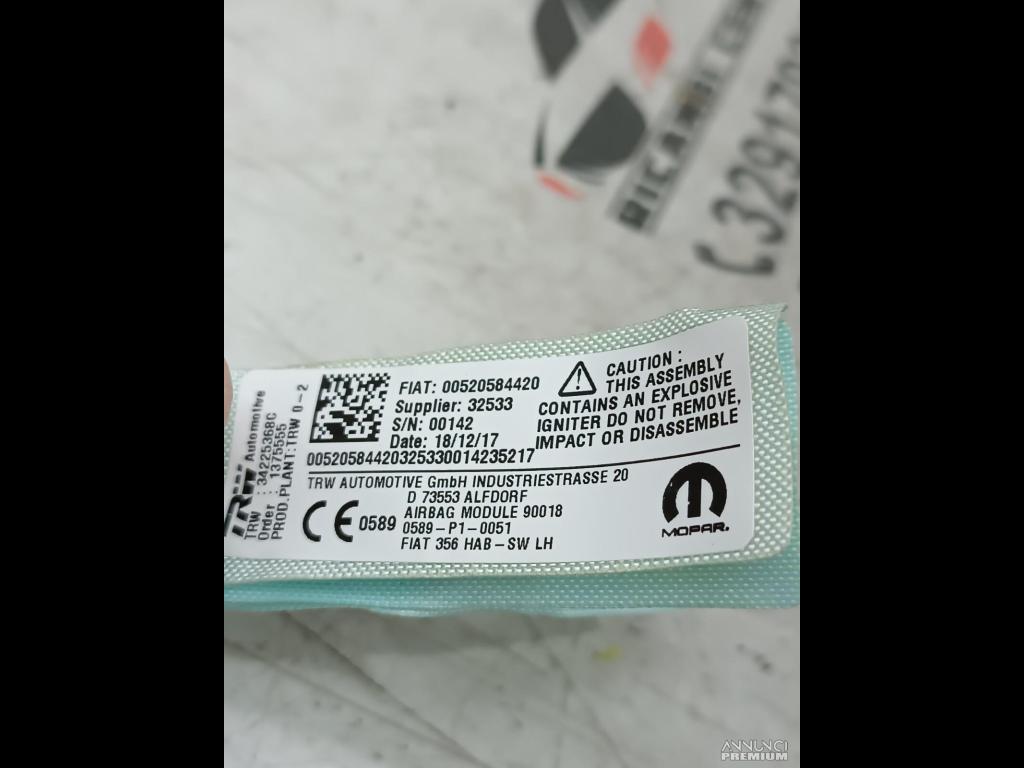 RICAMBI CEN
3291
TRW Automotive
TRW
Order : 34225368C
1375555
PROD.PLANT:TRW 0-2
FIAT: 00520584420
Supplier: 32533
S/N: 00142
Date: 18/12/17
00520584420325330014235217
CAUTION :
THIS ASSEMBLY
CONTAINS AN EXPLOSIVE
IGNITER DO NOT REMOVE,
IMPACT OR DISASSEMBLE
TRW AUTOMOTIVE GmbH INDUSTRIESTRASSE 20
D 73553 ALFDORF
AIRBAG MODULE 90018
CE 0589 0589-P1-0051
FIAT 356 HAB-SW LH
MOPAR.
ANNUNCI
PREMIUM